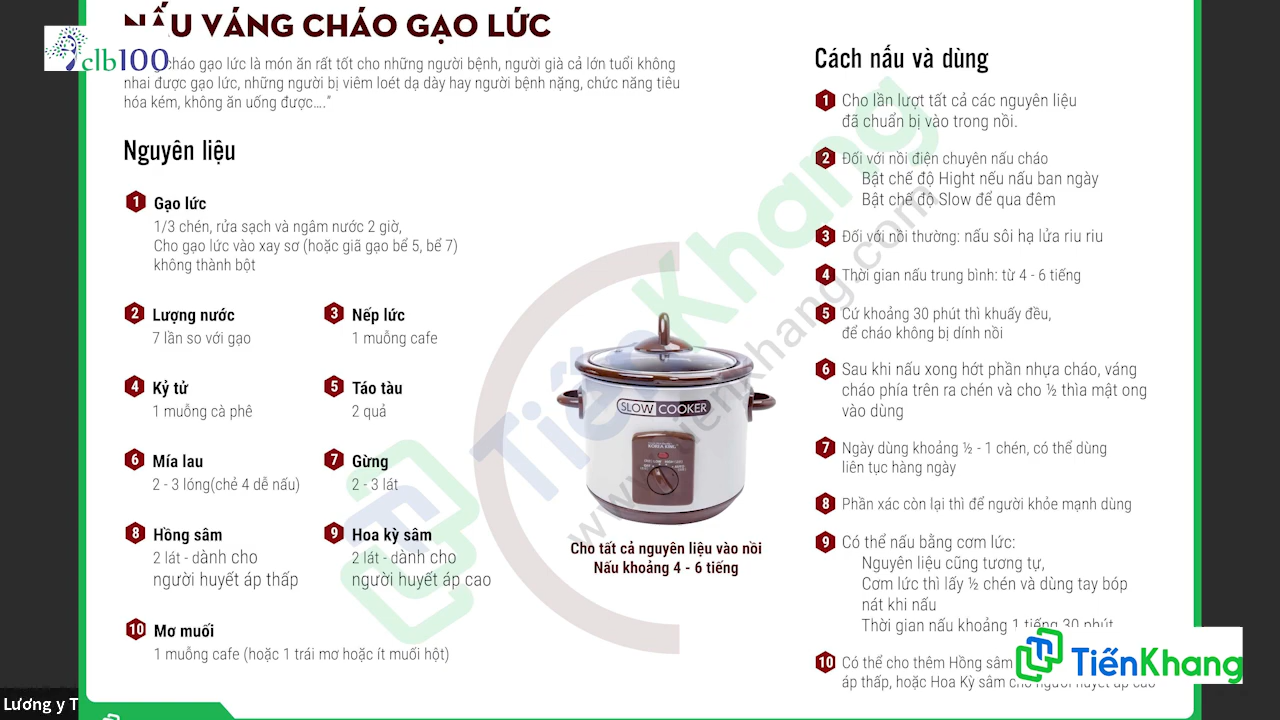 NẤU VÁNG CHÁO GẠO LỨC
clb100
cháo gạo lức là món ăn rất tốt cho những người bệnh, người già cả lớn tuổi không
nhai được gạo lức, những người bị viêm loét dạ dày hay người bệnh nặng, chức năng tiêu
hóa kém, không ăn uống được....”
Nguyên liệu
1 Gạo lức
1/3 chén, rửa sạch và ngâm nước 2 giờ,
Cho gạo lức vào xay sơ (hoặc giã gạo bể 5, bể 7)
không thành bột
2 Lượng nước
7 lần so với gạo
3 Nếp lức
1 muỗng cafe
4 Kỷ tử
1 muỗng cà phê
5 Táo tàu
2 quả
6 Mía lau
2 - 3 lóng(chẻ 4 dễ nấu)
7 Gừng
2 - 3 lát
8 Hồng sâm
2 lát - dành cho
người huyết áp thấp
9 Hoa kỳ sâm
2 lát - dành cho
người huyết áp cao
10 Mơ muối
1 muỗng cafe (hoặc 1 trái mơ hoặc ít muối hột)
SLOW COOKER
Cho tất cả nguyên liệu vào nồi
Nấu khoảng 4 - 6 tiếng
Cách nấu và dùng
1 Cho lần lượt tất cả các nguyên liệu
đã chuẩn bị vào trong nồi.
2 Đối với nồi điện chuyên nấu cháo
Bật chế độ Hight nếu nấu ban ngày
Bật chế độ Slow để qua đêm
3 Đối với nồi thường: nấu sôi hạ lửa riu riu
4 Thời gian nấu trung bình: từ 4 - 6 tiếng
5 Cứ khoảng 30 phút thì khuấy đều,
để cháo không bị dính nồi
6 Sau khi nấu xong hớt phần nhựa cháo, váng
cháo phía trên ra chén và cho ½ thìa mật ong
vào dùng
7 Ngày dùng khoảng ½ - 1 chén, có thể dùng
liên tục hàng ngày
8 Phần xác còn lại thì để người khỏe mạnh dùng
9 Có thể nấu bằng cơm lức:
Nguyên liệu cũng tương tự,
Cơm lức thì lấy ½ chén và dùng tay bóp
nát khi nấu
Thời gian nấu khoảng 1 tiếng 30 phút
10 Có thể cho thêm Hồng sâm
áp thấp, hoặc Hoa Kỳ sâm cho người huyết áp cao
TiếnKhang
www.tienkhang.com
TiếnKhang
Lương y T